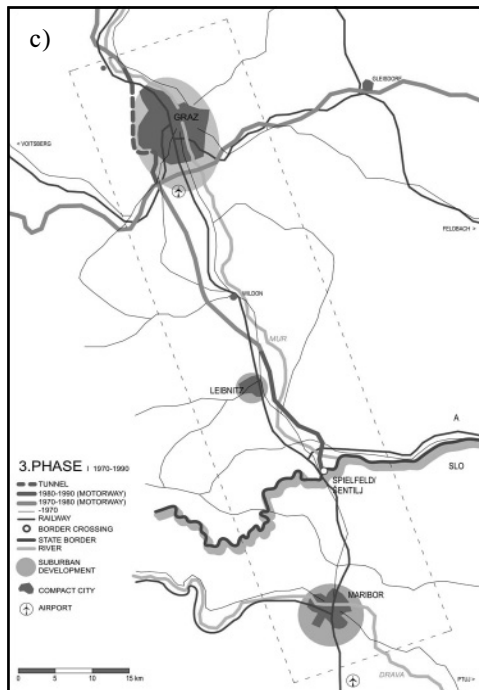 c)
GLEISDORF
GRAZ
< VOITSBERG
FELDBACH >
WILDON
MUR
LEIBNITZ
A
SLO
SPIELFELD/
ŠENTILJ
3.PHASE I 1970-1990
TUNNEL
1980-1990 (MOTORWAY)
1970-1980 (MOTORWAY)
-1970
RAILWAY
BORDER CROSSING
STATE BORDER
RIVER
SUBURBAN
DEVELOPMENT
COMPACT CITY
AIRPORT
MARIBOR
DRAVA
PTUJ >
0 5 10 15 km